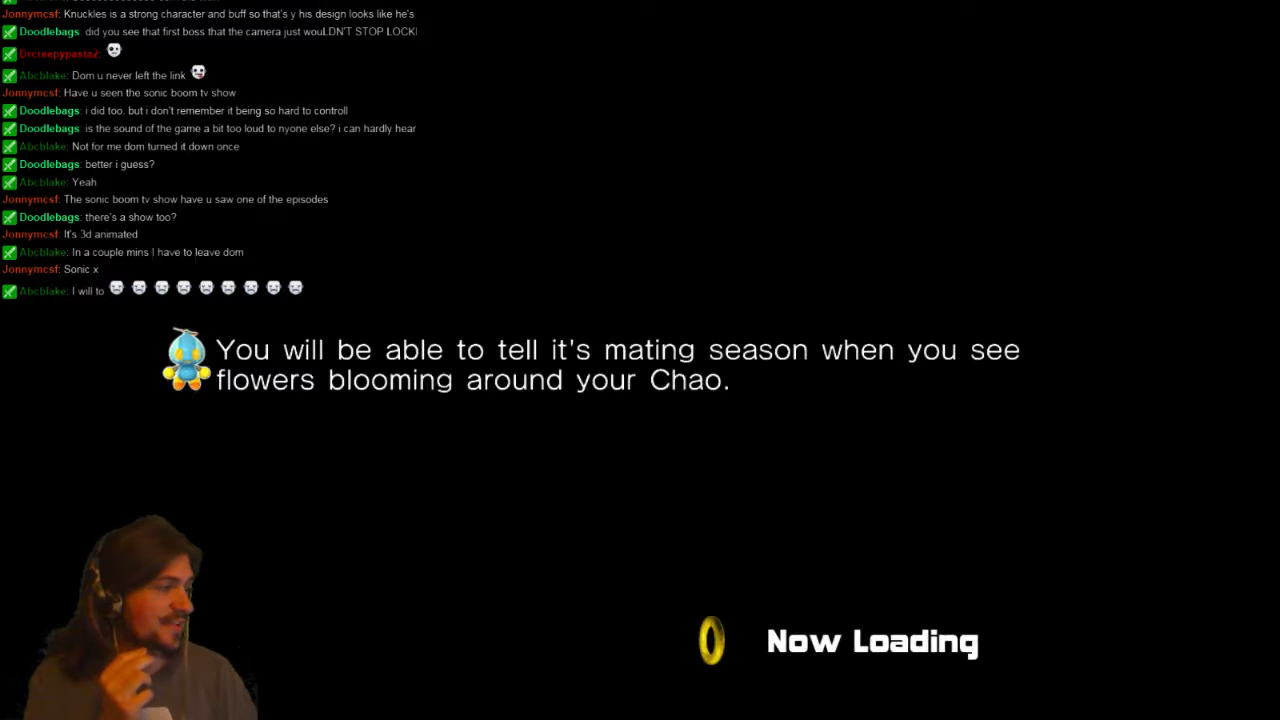 Jonnymcsf: Knuckles is a strong character and buff so that's y his design looks like he's
Doodlebags: did you see that first boss that the camera just wouLDN'T STOP LOCKI
Drcreepypasta2:
Abcblake: Dom u never left the link
Jonnymcsf: Have u seen the sonic boom tv show
Doodlebags: i did too. but i don't remember it being so hard to controll
Doodlebags: is the sound of the game a bit too loud to nyone else? i can hardly hear
Abcblake: Not for me dom turned it down once
Doodlebags: better i guess?
Abcblake: Yeah
Jonnymcsf: The sonic boom tv show have u saw one of the episodes
Doodlebags: there's a show too?
Jonnymcsf: It's 3d animated
Abcblake: In a couple mins I have to leave dom
Jonnymcsf: Sonic x
Abcblake: I will to
You will be able to tell it's mating season when you see
flowers blooming around your Chao.
Now Loading